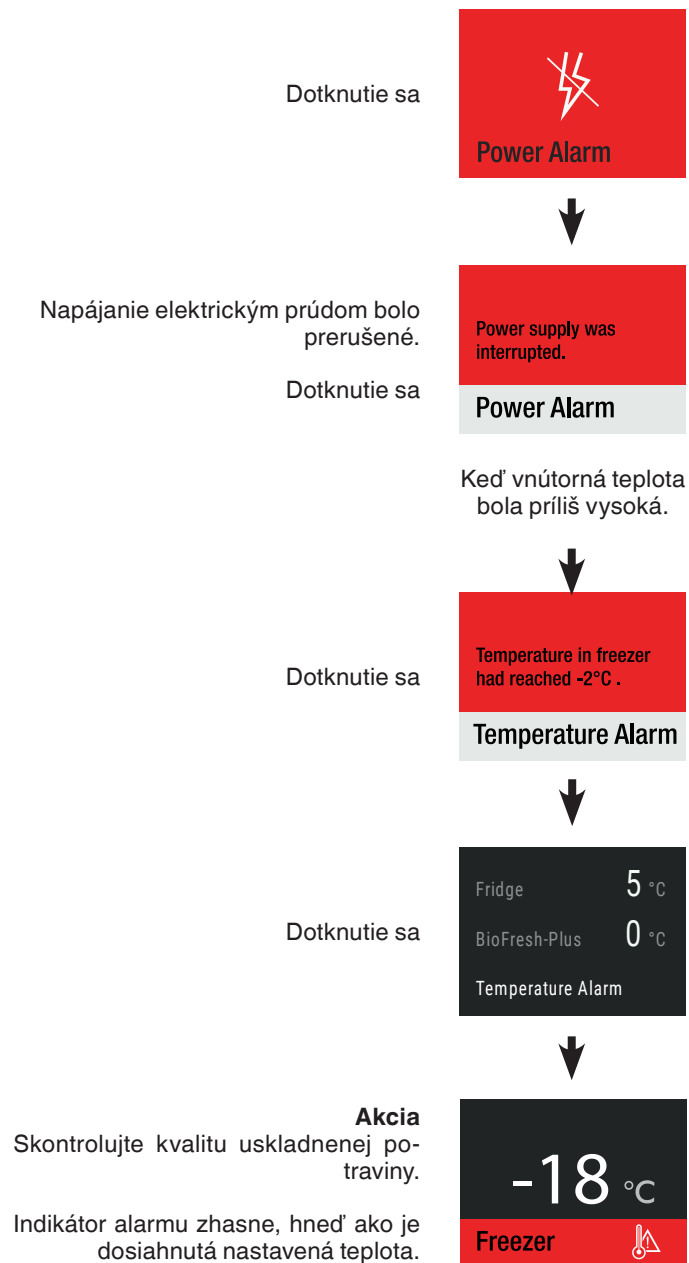 Dotknutie sa
Power Alarm
Napájanie elektrickým prúdom bolo
prerušené.
Power supply was
interrupted.
Dotknutie sa
Power Alarm
Keď vnútorná teplota
bola príliš vysoká.
Temperature in freezer
had reached -2°C .
Dotknutie sa
Temperature Alarm
Fridge 5 °C
Dotknutie sa
BioFresh-Plus 0 °C
Temperature Alarm
Akcia
Skontrolujte kvalitu uskladnenej po-
traviny.
-18 °C
Indikátor alarmu zhasne, hneď ako je
dosiahnutá nastavená teplota.
Freezer